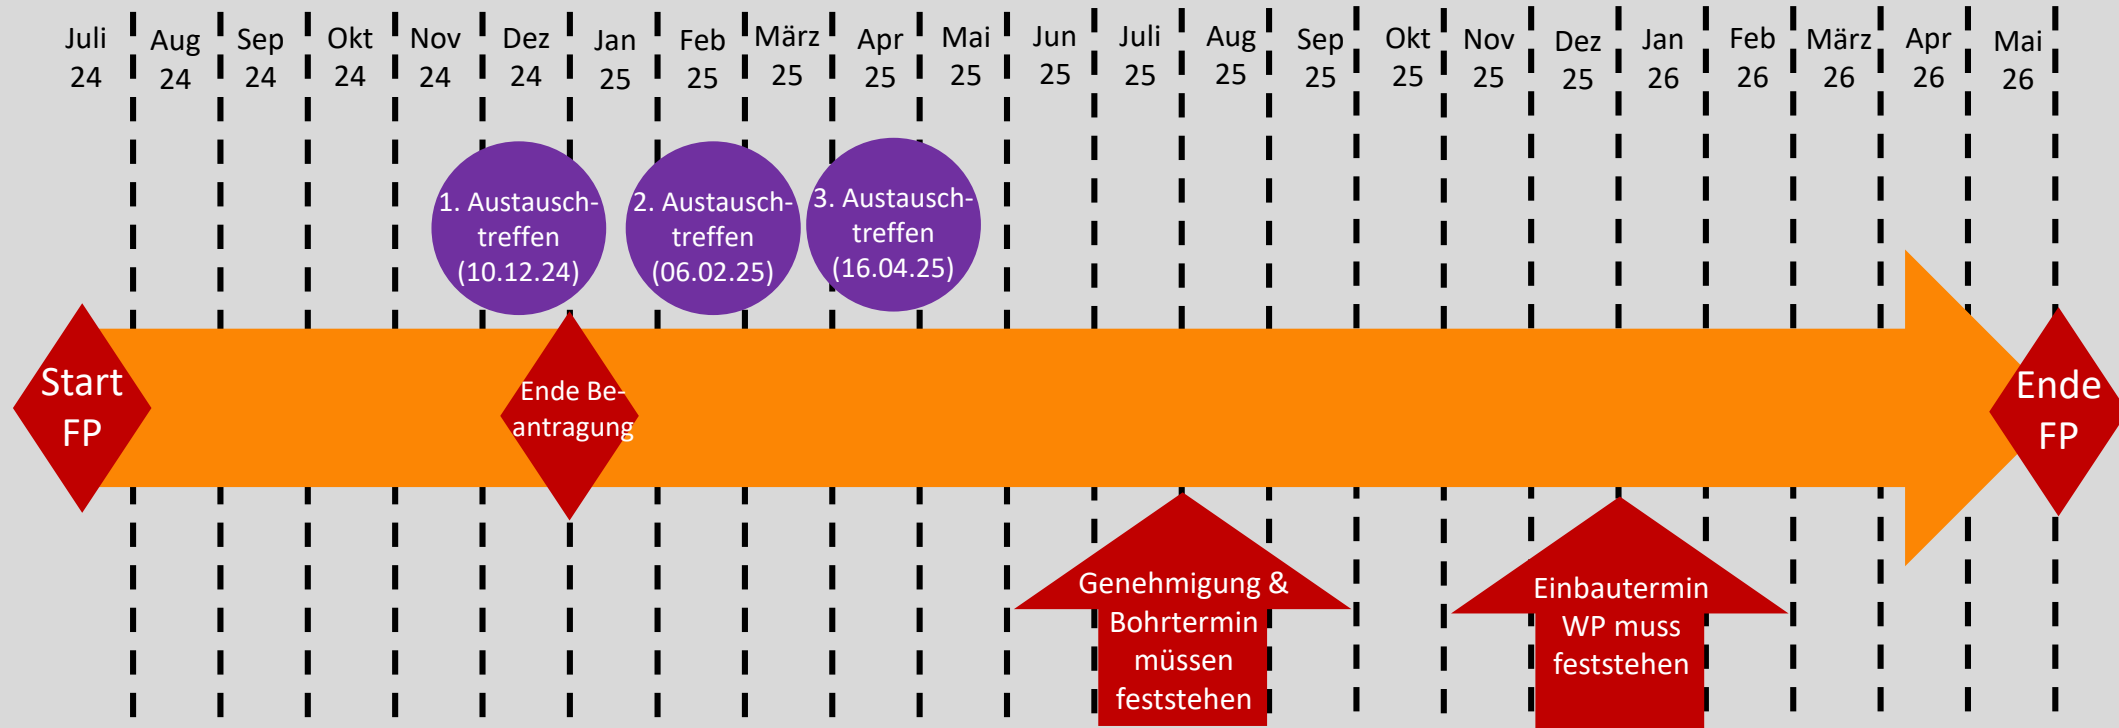 Juli
24
Aug
24
Sep
24
Okt
24
Nov
24
Dez
24
Jan
25
Feb
25
März
25
Apr
25
Mai
25
Jun
25
Juli
25
Aug
25
Sep
25
Okt
25
Nov
25
Dez
25
Jan
26
Feb
26
März
26
Apr
26
Mai
26
1. Austausch-
treffen
(10.12.24)
2. Austausch-
treffen
(06.02.25)
3. Austausch-
treffen
(16.04.25)
Start
FP
Ende Be-
antragung
Ende
FP
Genehmigung &
Bohrtermin
müssen
feststehen
Einbautermin
WP muss
feststehen